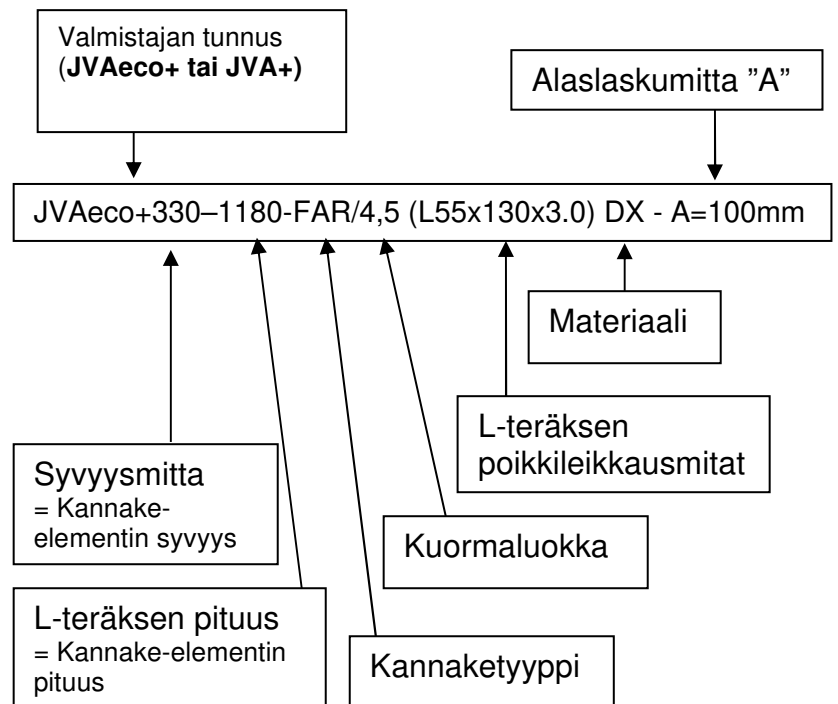 Valmistajan tunnus
(JVAeco+ tai JVA+)
Alaslaskumitta ”A”
JVAeco+330–1180-FAR/4,5 (L55x130x3.0) DX - A=100mm
Materiaali
L-teräksen
poikkileikkausmitat
Syvyysmitta
= Kannake-
elementin syvyys
Kuormaluokka
L-teräksen pituus
= Kannake-elementin
pituus
Kannaketyyppi